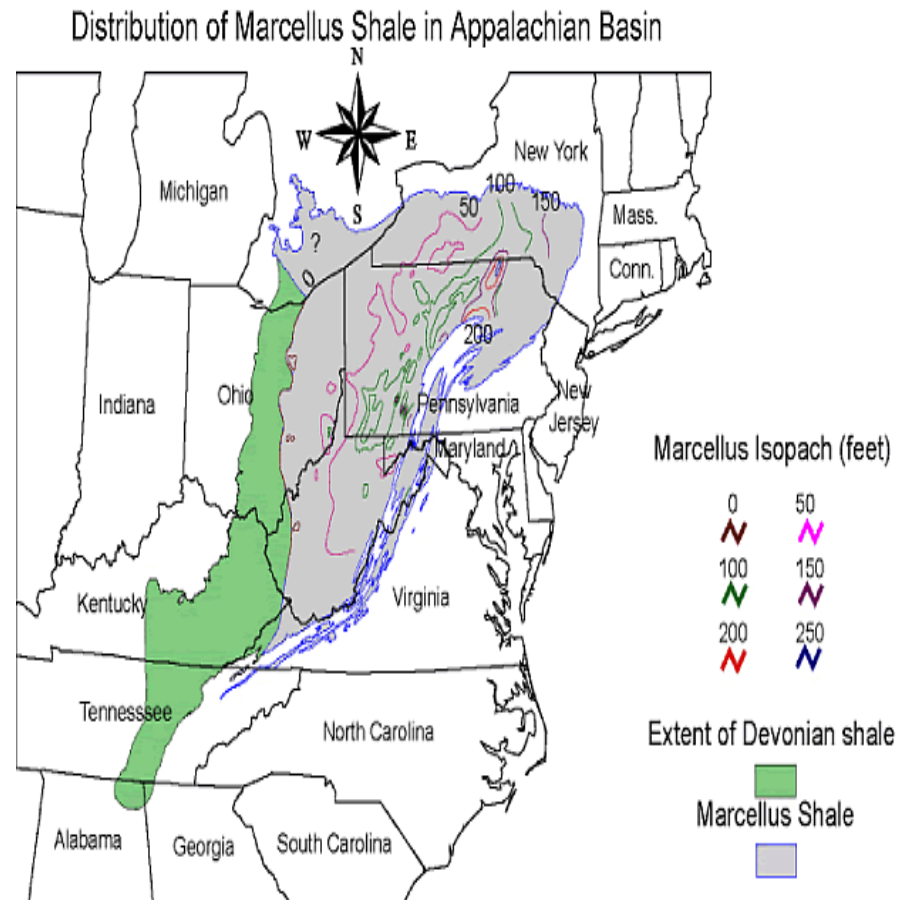 Distribution of Marcellus Shale in Appalachian Basin
N
W
E
S
New York
Michigan
100
50
150
Mass.
?
Conn.
0
200
Ohio
Indiana
Pennsylvania
New
Jersey
Maryland
Marcellus Isopach (feet)
0
50
100
150
200
250
Kentucky
Virginia
Tennesssee
North Carolina
Extent of Devonian shale
Marcellus Shale
Alabama
Georgia
South Carolina